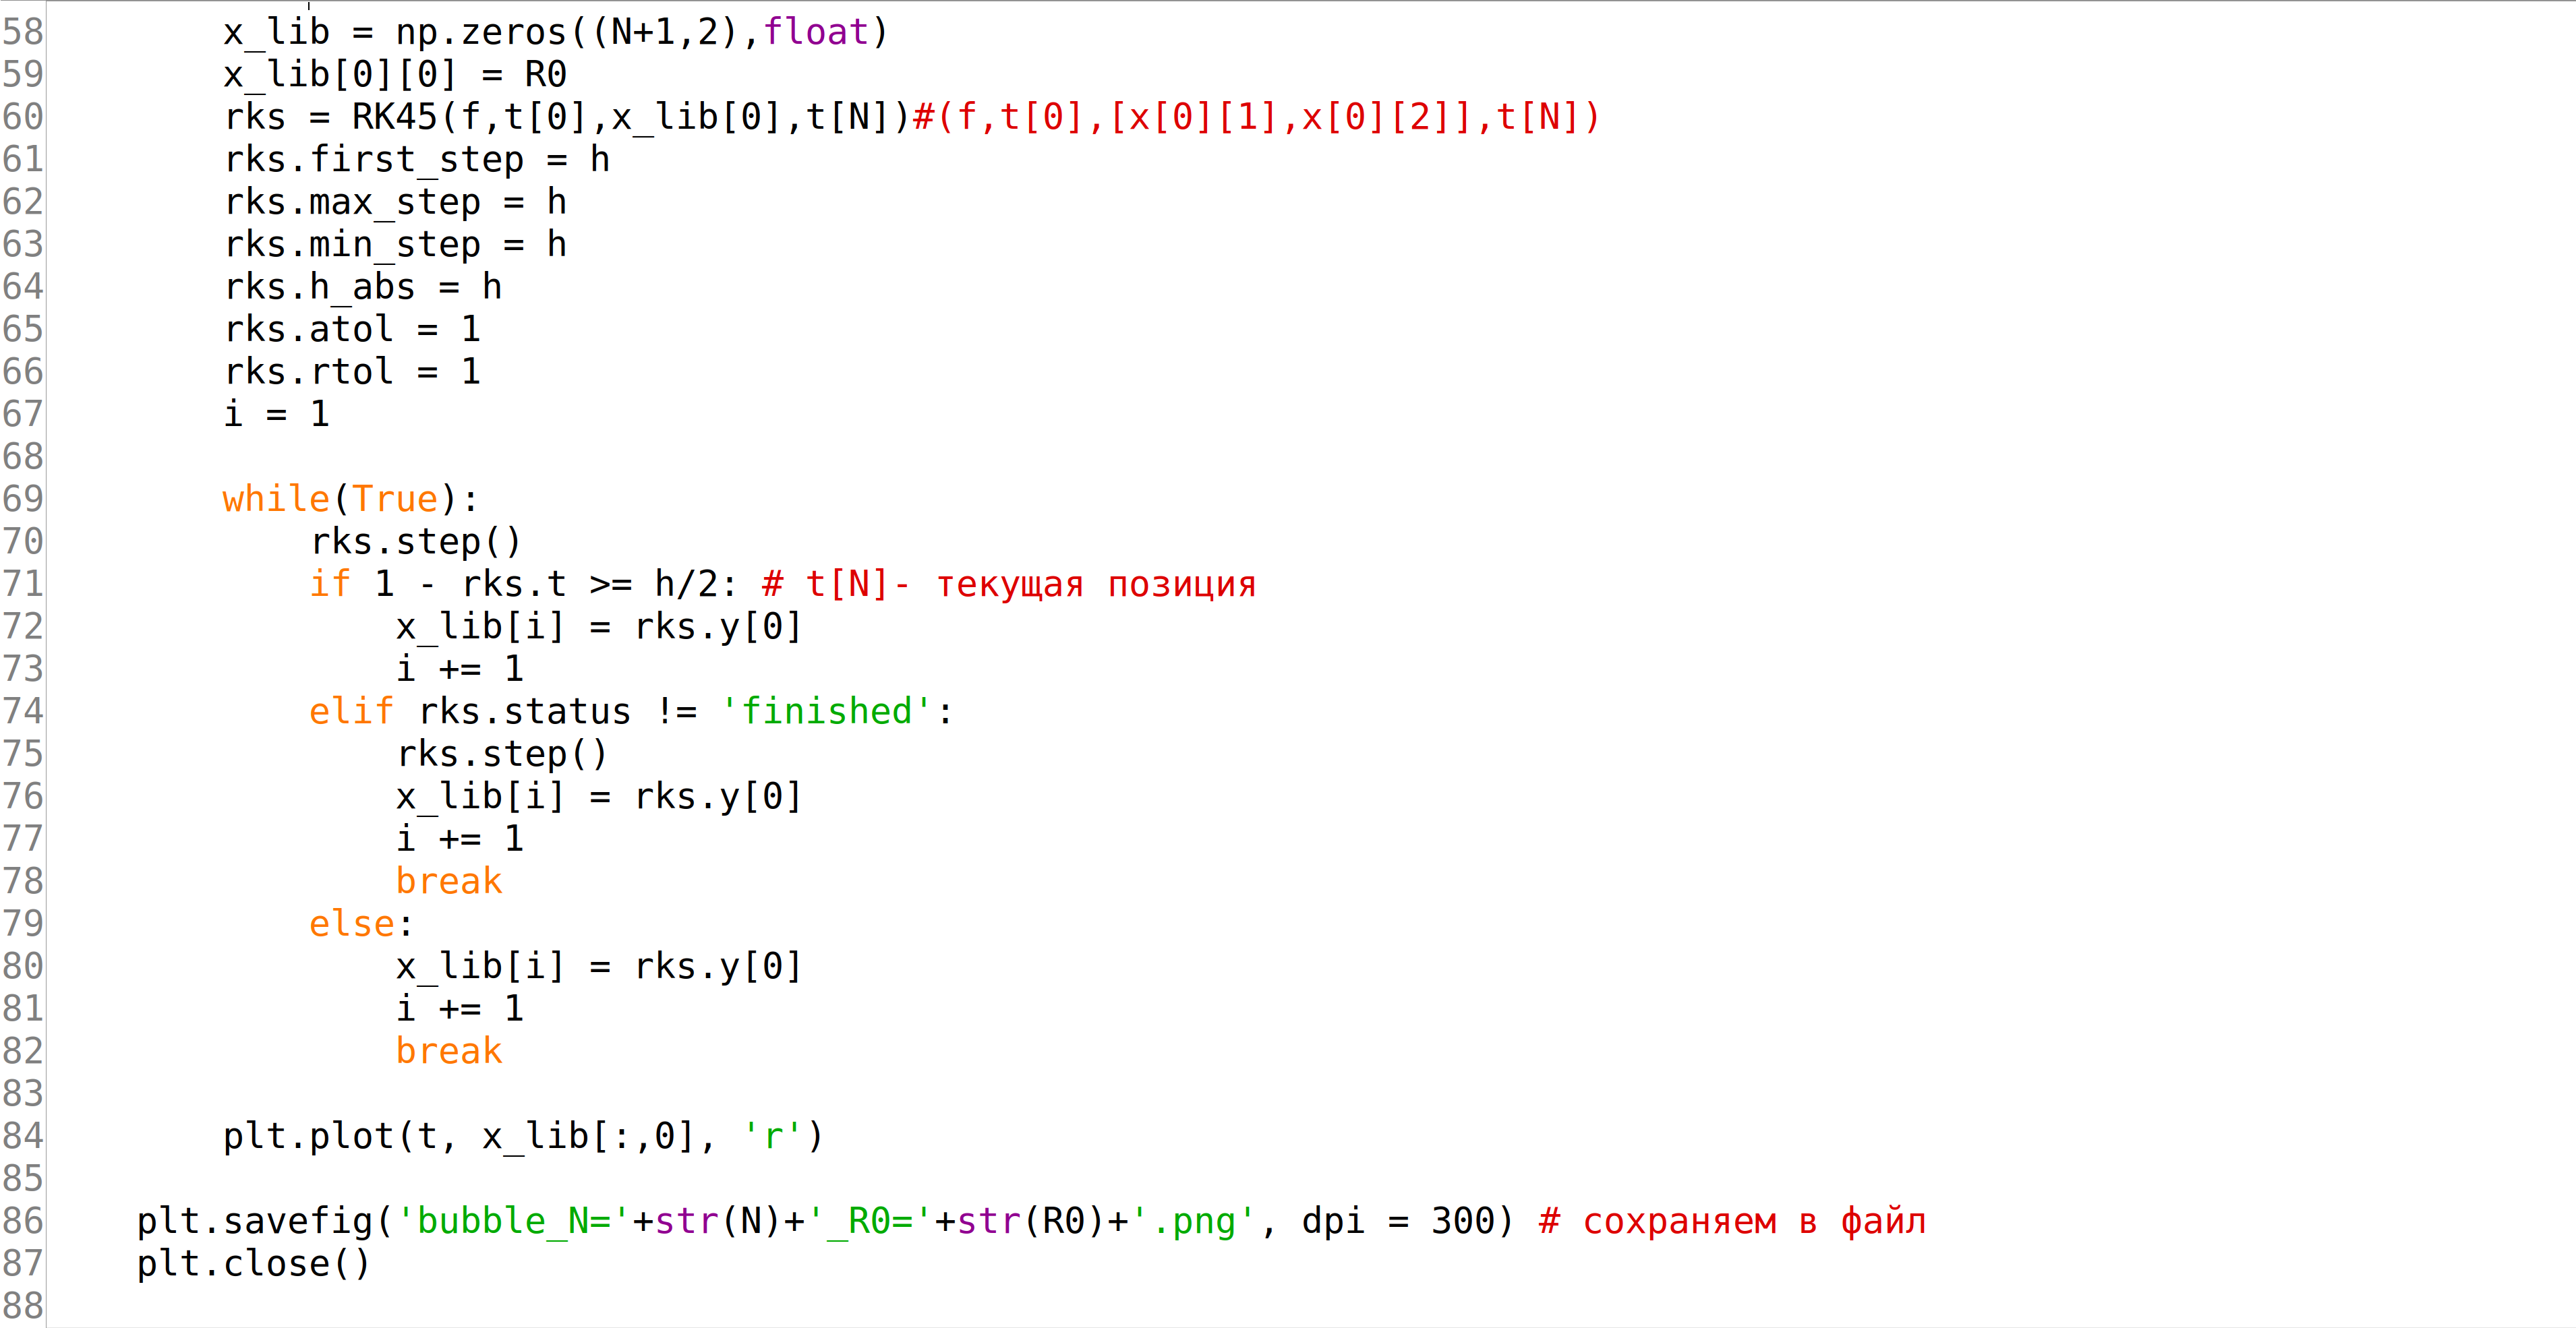 58        x_lib = np.zeros((N+1,2),float)
59        x_lib[0][0] = R0
60        rks = RK45(f,t[0],x_lib[0],t[N])#(f,t[0],[x[0][1],x[0][2]],t[N])
61        rks.first_step = h
62        rks.max_step = h
63        rks.min_step = h
64        rks.h_abs = h
65        rks.atol = 1
66        rks.rtol = 1
67        i = 1
68
69        while(True):
70            rks.step()
71            if 1 - rks.t >= h/2: # t[N]- текущая позиция
72                x_lib[i] = rks.y[0]
73                i += 1
74            elif rks.status != 'finished':
75                rks.step()
76                x_lib[i] = rks.y[0]
77                i += 1
78                break
79            else:
80                x_lib[i] = rks.y[0]
81                i += 1
82                break
83
84        plt.plot(t, x_lib[:,0], 'r')
85
86    plt.savefig('bubble_N='+str(N)+'_R0='+str(R0)+'.png', dpi = 300) # сохраняем в файл
87    plt.close()
88